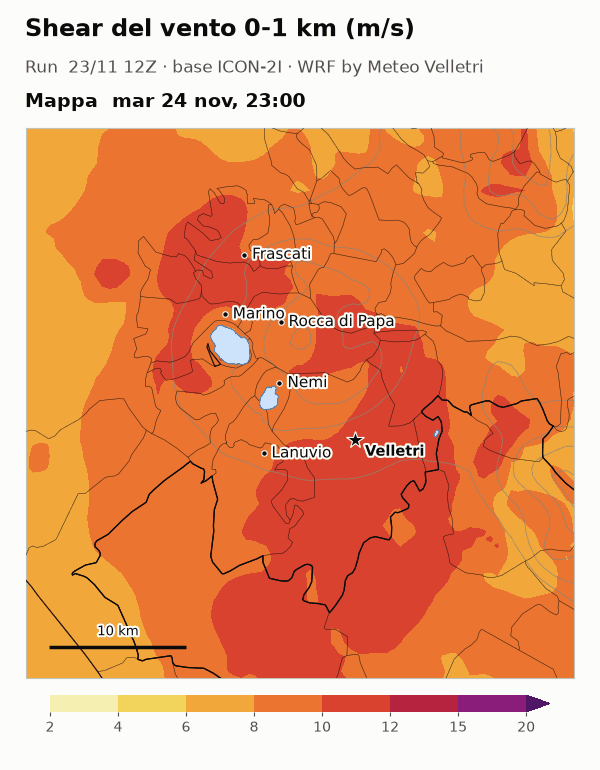 Shear del vento 0-1 km (m/s)
Run  23/11 12Z · base ICON-2I · WRF by Meteo Velletri
Mappa  mar 24 nov, 23:00
Frascati
Marino
Rocca di Papa
Nemi
Velletri
Lanuvio
10 km
2 4 6 8 10 12 15 20